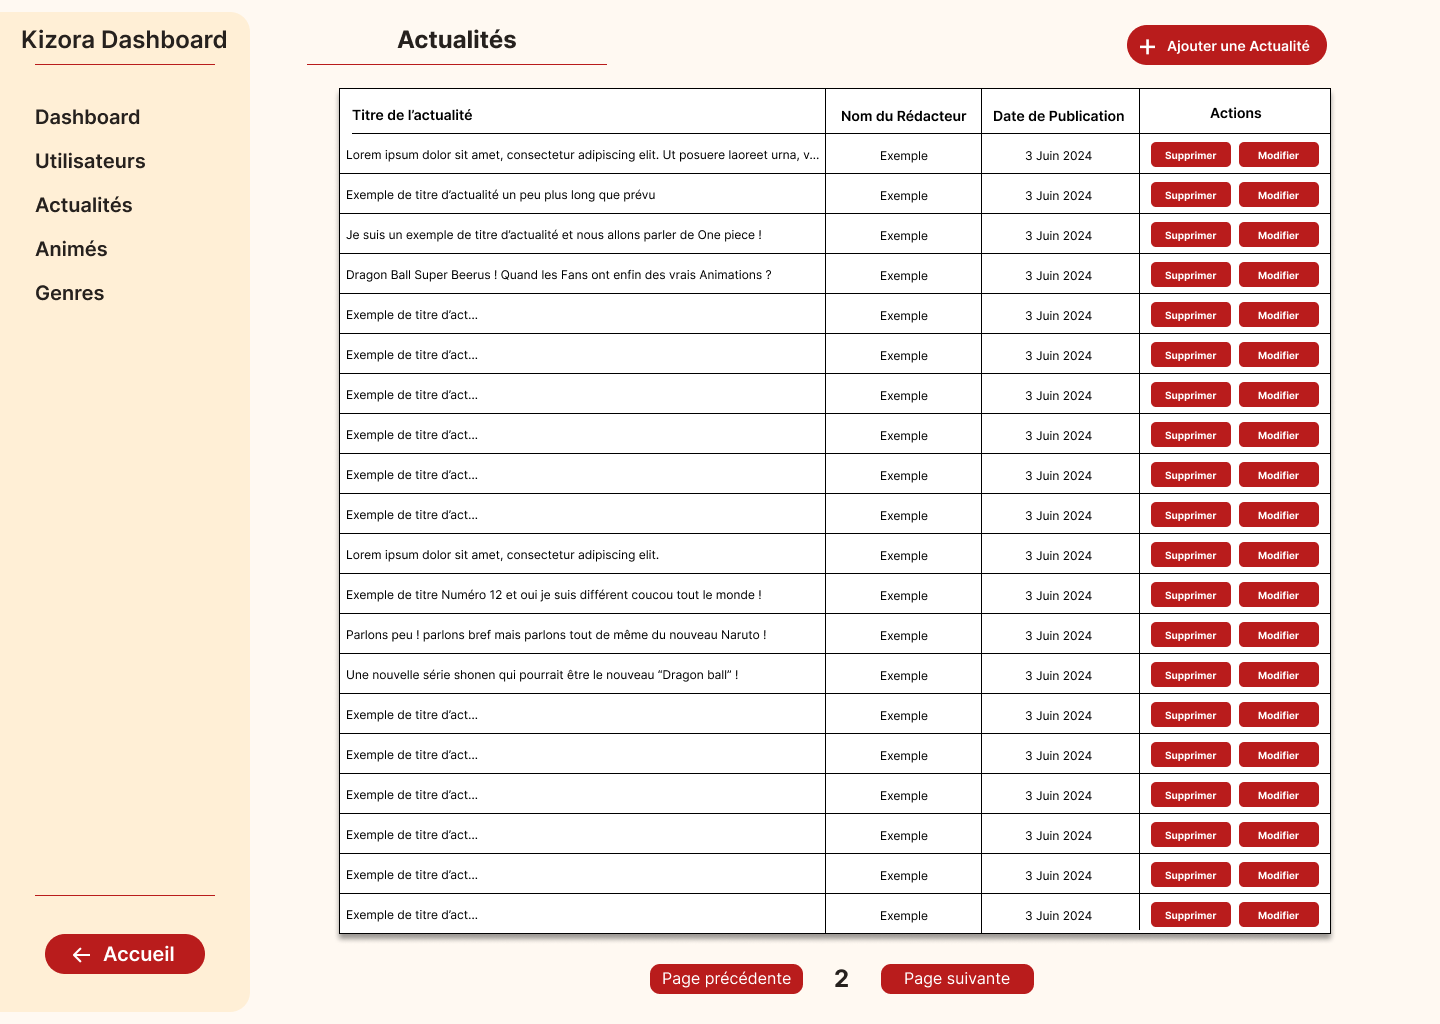 Kizora Dashboard
Dashboard
Utilisateurs
Actualités
Animés
Genres
Accueil
Actualités
Ajouter une Actualité
Titre de l’actualité Nom du Rédacteur Date de Publication Actions
Lorem ipsum dolor sit amet, consectetur adipiscing elit. Ut posuere laoreet urna, v... Exemple 3 Juin 2024 Supprimer Modifier
Exemple de titre d’actualité un peu plus long que prévu Exemple 3 Juin 2024 Supprimer Modifier
Je suis un exemple de titre d’actualité et nous allons parler de One piece ! Exemple 3 Juin 2024 Supprimer Modifier
Dragon Ball Super Beerus ! Quand les Fans ont enfin des vrais Animations ? Exemple 3 Juin 2024 Supprimer Modifier
Exemple de titre d’act... Exemple 3 Juin 2024 Supprimer Modifier
Exemple de titre d’act... Exemple 3 Juin 2024 Supprimer Modifier
Exemple de titre d’act... Exemple 3 Juin 2024 Supprimer Modifier
Exemple de titre d’act... Exemple 3 Juin 2024 Supprimer Modifier
Exemple de titre d’act... Exemple 3 Juin 2024 Supprimer Modifier
Exemple de titre d’act... Exemple 3 Juin 2024 Supprimer Modifier
Lorem ipsum dolor sit amet, consectetur adipiscing elit. Exemple 3 Juin 2024 Supprimer Modifier
Exemple de titre Numéro 12 et oui je suis différent coucou tout le monde ! Exemple 3 Juin 2024 Supprimer Modifier
Parlons peu ! parlons bref mais parlons tout de même du nouveau Naruto ! Exemple 3 Juin 2024 Supprimer Modifier
Une nouvelle série shonen qui pourrait être le nouveau “Dragon ball” ! Exemple 3 Juin 2024 Supprimer Modifier
Exemple de titre d’act... Exemple 3 Juin 2024 Supprimer Modifier
Exemple de titre d’act... Exemple 3 Juin 2024 Supprimer Modifier
Exemple de titre d’act... Exemple 3 Juin 2024 Supprimer Modifier
Exemple de titre d’act... Exemple 3 Juin 2024 Supprimer Modifier
Exemple de titre d’act... Exemple 3 Juin 2024 Supprimer Modifier
Exemple de titre d’act... Exemple 3 Juin 2024 Supprimer Modifier
Page précédente 2 Page suivante